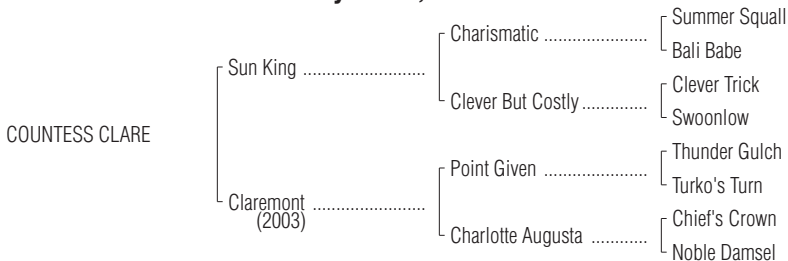 Summer Squall
Charismatic ......................
Bali Babe
Sun King ..........................
Clever Trick
Clever But Costly..............
Swoonlow
COUNTESS CLARE
Thunder Gulch
Point Given ......................
Turko's Turn
Claremont ........................
(2003)
Chief's Crown
Charlotte Augusta ............
Noble Damsel